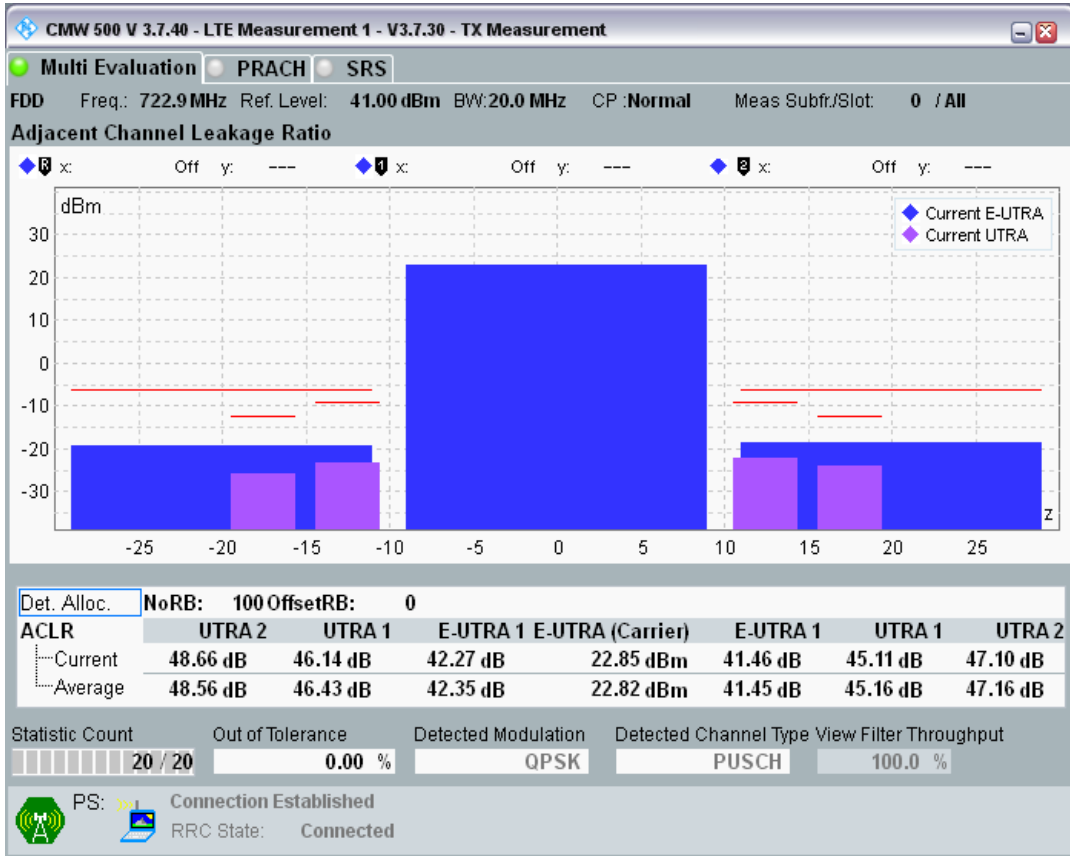 CMW 500 V 3.7.40 - LTE Measurement 1 - V3.7.30 - TX Measurement
Multi Evaluation PRACH SRS
FDD Freq.: 722.9 MHz Ref. Level: 41.00 dBm BW:20.0 MHz CP :Normal Meas Subfr./Slot: 0 / All
Adjacent Channel Leakage Ratio
R x: Off y: --- 1 x: Off y: --- 2 x: Off y: ---
dBm
Current E-UTRA
Current UTRA
30
20
10
0
-10
-20
-30
z
-25 -20 -15 -10 -5 0 5 10 15 20 25
Det. Alloc. NoRB: 100 OffsetRB: 0
ACLR UTRA 2 UTRA 1 E-UTRA 1 E-UTRA (Carrier) E-UTRA 1 UTRA 1 UTRA 2
Current 48.66 dB 46.14 dB 42.27 dB 22.85 dBm 41.46 dB 45.11 dB 47.10 dB
Average 48.56 dB 46.43 dB 42.35 dB 22.82 dBm 41.45 dB 45.16 dB 47.16 dB
Statistic Count Out of Tolerance Detected Modulation Detected Channel Type View Filter Throughput
20 / 20 0.00 % QPSK PUSCH 100.0 %
PS: Connection Established
RRC State: Connected